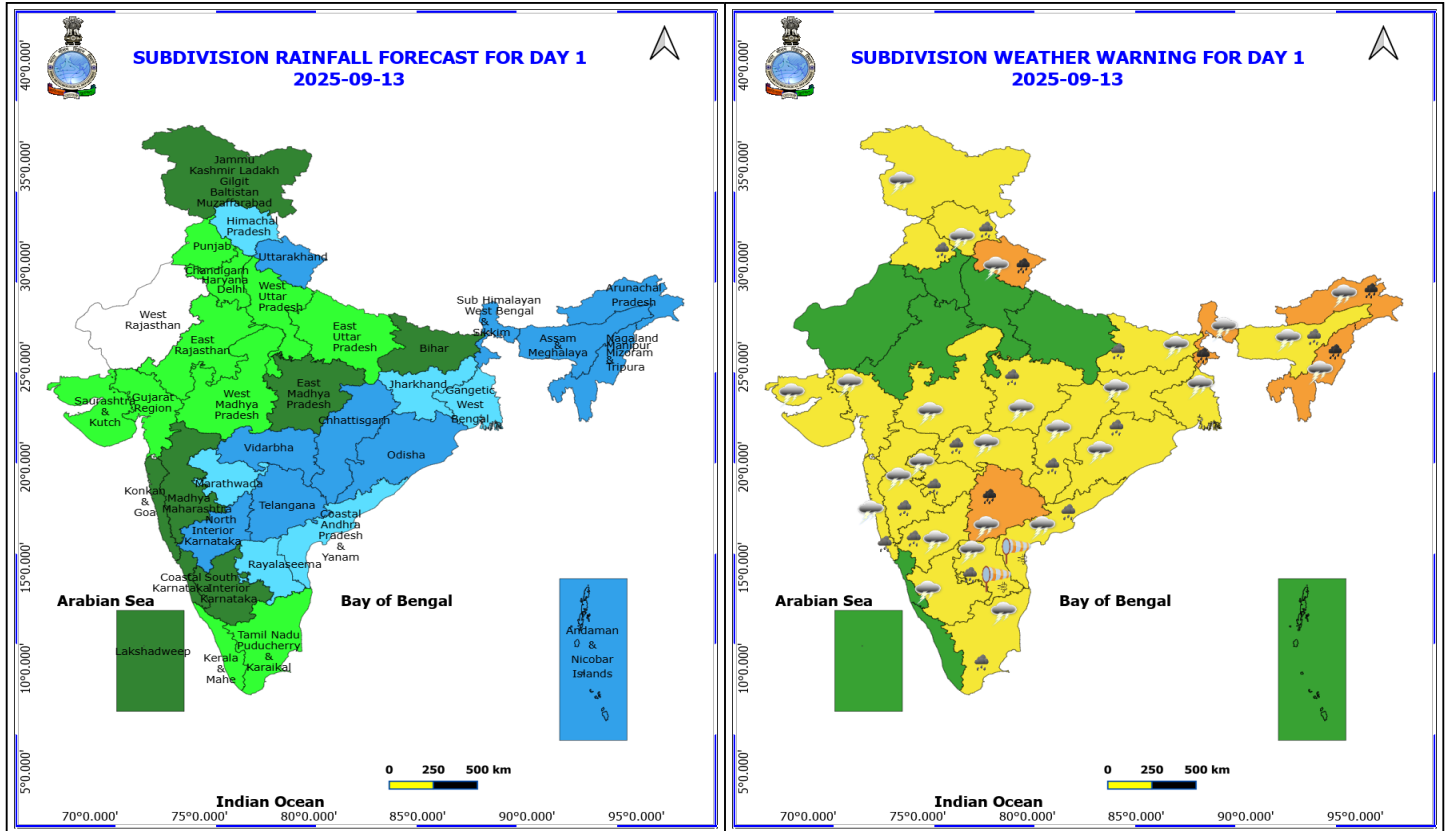 SUBDIVISION RAINFALL FORECAST FOR DAY 1
2025-09-13
40°0.000'
35°0.000'
30°0.000'
25°0.000'
20°0.000'
15°0.000'
10°0.000'
5°0.000'
Jammu
Kashmir Ladakh
Gilgit
Baltistan
Muzaffarabad
Himachal
Pradesh
Punjab
Uttarakhand
Chandigarh
Haryana
Delhi
West
Uttar
Pradesh
West
Rajasthan
East
Rajasthan
East
Uttar
Pradesh
Bihar
Sub Himalayan
West Bengal
&
Sikkim
Arunachal
Pradesh
Assam
&
Meghalaya
Nagaland
Manipur
Mizoram
&
Tripura
Saurashtra
&
Kutch
Gujarat
Region
West
Madhya
Pradesh
East
Madhya
Pradesh
Jharkhand
Gangetic
West
Bengal
Chhattisgarh
Odisha
Vidarbha
Marathwada
Konkan
&
Goa
Madhya
Maharashtra
Telangana
North
Interior
Karnataka
Coastal
Andhra
Pradesh
&
Yanam
Rayalaseema
Coastal
Karnataka
South
Interior
Karnataka
Arabian Sea
Bay of Bengal
Lakshadweep
Tamil Nadu
Puducherry
&
Karaikal
Kerala
&
Mahe
Andaman
&
Nicobar
Islands
0 250 500 km
Indian Ocean
70°0.000' 75°0.000' 80°0.000' 85°0.000' 90°0.000' 95°0.000'
SUBDIVISION WEATHER WARNING FOR DAY 1
2025-09-13
40°0.000'
35°0.000'
30°0.000'
25°0.000'
20°0.000'
15°0.000'
10°0.000'
5°0.000'
Arabian Sea
Bay of Bengal
0 250 500 km
Indian Ocean
70°0.000' 75°0.000' 80°0.000' 85°0.000' 90°0.000' 95°0.000'